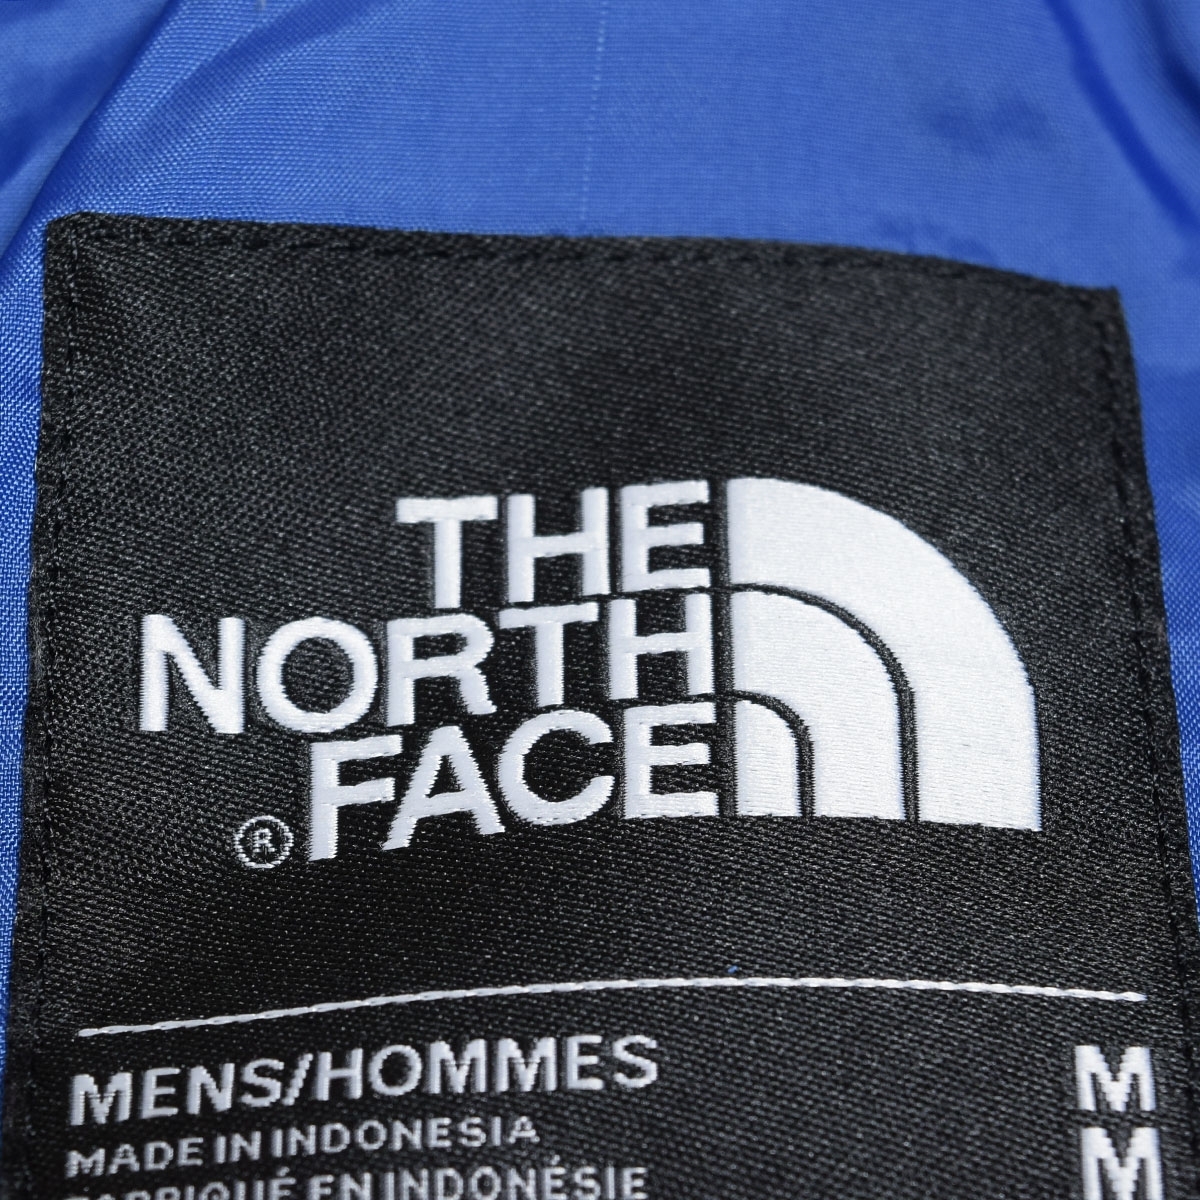 THE
NORTH
FACE
®
MENS/HOMMES M
MADE IN INDONESIA M
FABRIQUÉ EN INDONÉSIE